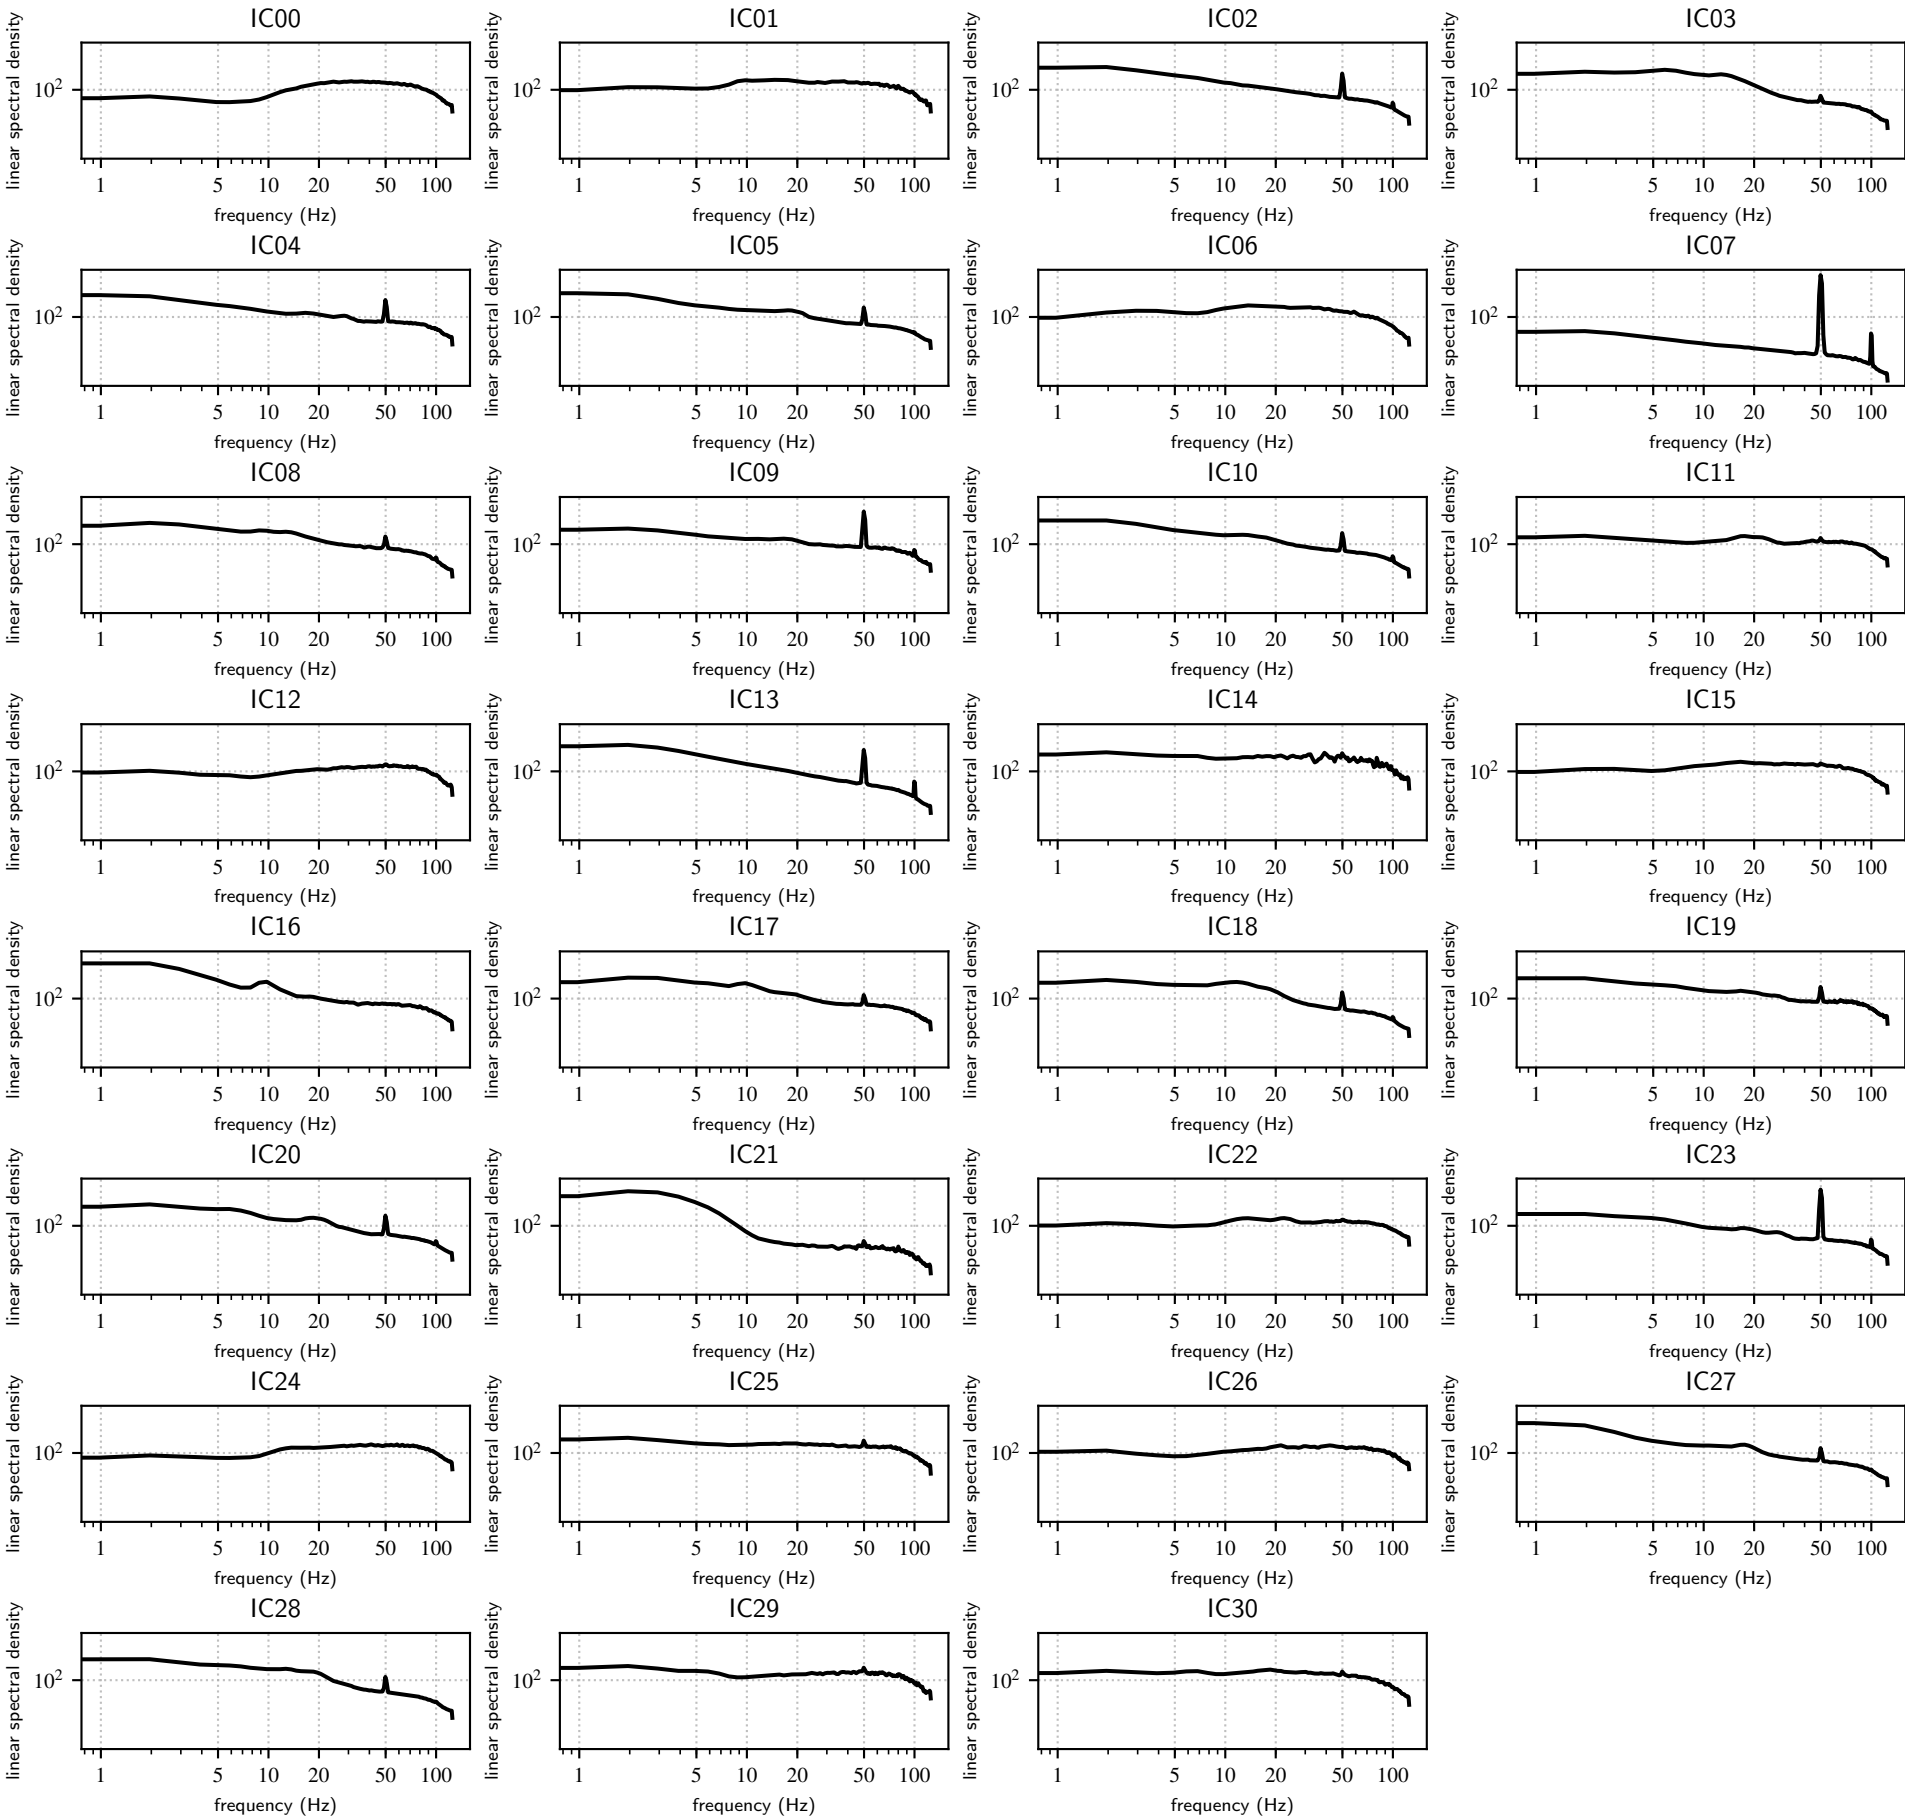 IC00 IC01 IC02 IC03
linear spectral density linear spectral density linear spectral density linear spectral density
10² 10² 10² 10²
1 5 10 20 50 100 1 5 10 20 50 100 1 5 10 20 50 100 1 5 10 20 50 100
frequency (Hz) frequency (Hz) frequency (Hz) frequency (Hz)
IC04 IC05 IC06 IC07
linear spectral density linear spectral density linear spectral density linear spectral density
10² 10² 10² 10²
1 5 10 20 50 100 1 5 10 20 50 100 1 5 10 20 50 100 1 5 10 20 50 100
frequency (Hz) frequency (Hz) frequency (Hz) frequency (Hz)
IC08 IC09 IC10 IC11
linear spectral density linear spectral density linear spectral density linear spectral density
10² 10² 10² 10²
1 5 10 20 50 100 1 5 10 20 50 100 1 5 10 20 50 100 1 5 10 20 50 100
frequency (Hz) frequency (Hz) frequency (Hz) frequency (Hz)
IC12 IC13 IC14 IC15
linear spectral density linear spectral density linear spectral density linear spectral density
10² 10² 10² 10²
1 5 10 20 50 100 1 5 10 20 50 100 1 5 10 20 50 100 1 5 10 20 50 100
frequency (Hz) frequency (Hz) frequency (Hz) frequency (Hz)
IC16 IC17 IC18 IC19
linear spectral density linear spectral density linear spectral density linear spectral density
10² 10² 10² 10²
1 5 10 20 50 100 1 5 10 20 50 100 1 5 10 20 50 100 1 5 10 20 50 100
frequency (Hz) frequency (Hz) frequency (Hz) frequency (Hz)
IC20 IC21 IC22 IC23
linear spectral density linear spectral density linear spectral density linear spectral density
10² 10² 10² 10²
1 5 10 20 50 100 1 5 10 20 50 100 1 5 10 20 50 100 1 5 10 20 50 100
frequency (Hz) frequency (Hz) frequency (Hz) frequency (Hz)
IC24 IC25 IC26 IC27
linear spectral density linear spectral density linear spectral density linear spectral density
10² 10² 10² 10²
1 5 10 20 50 100 1 5 10 20 50 100 1 5 10 20 50 100 1 5 10 20 50 100
frequency (Hz) frequency (Hz) frequency (Hz) frequency (Hz)
IC28 IC29 IC30
linear spectral density linear spectral density linear spectral density
10² 10² 10²
1 5 10 20 50 100 1 5 10 20 50 100 1 5 10 20 50 100
frequency (Hz) frequency (Hz) frequency (Hz)